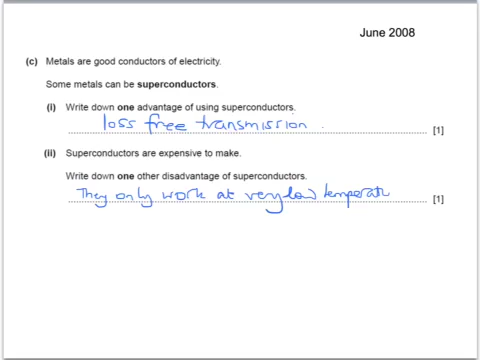 June 2008
(c) Metals are good conductors of electricity.
Some metals can be superconductors.
(i) Write down one advantage of using superconductors.
loss free transmission.
[1]
(ii) Superconductors are expensive to make.
Write down one other disadvantage of superconductors.
They only work at very low temperatu
[1]